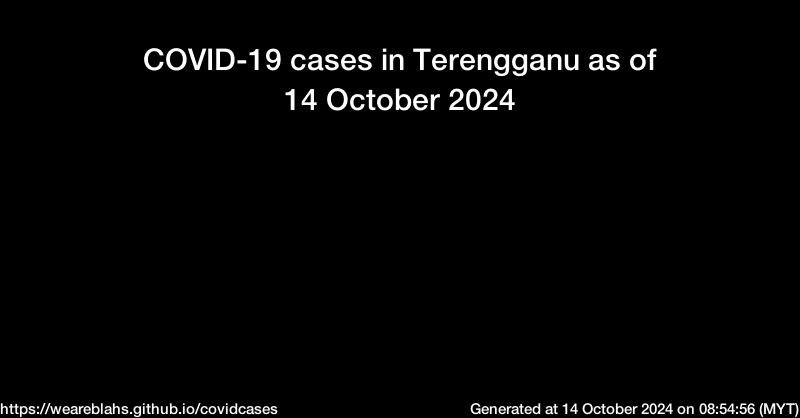 COVID-19 cases in Terengganu as of
14 October 2024
https://weareblahs.github.io/covidcases
Generated at 14 October 2024 on 08:54:56 (MYT)